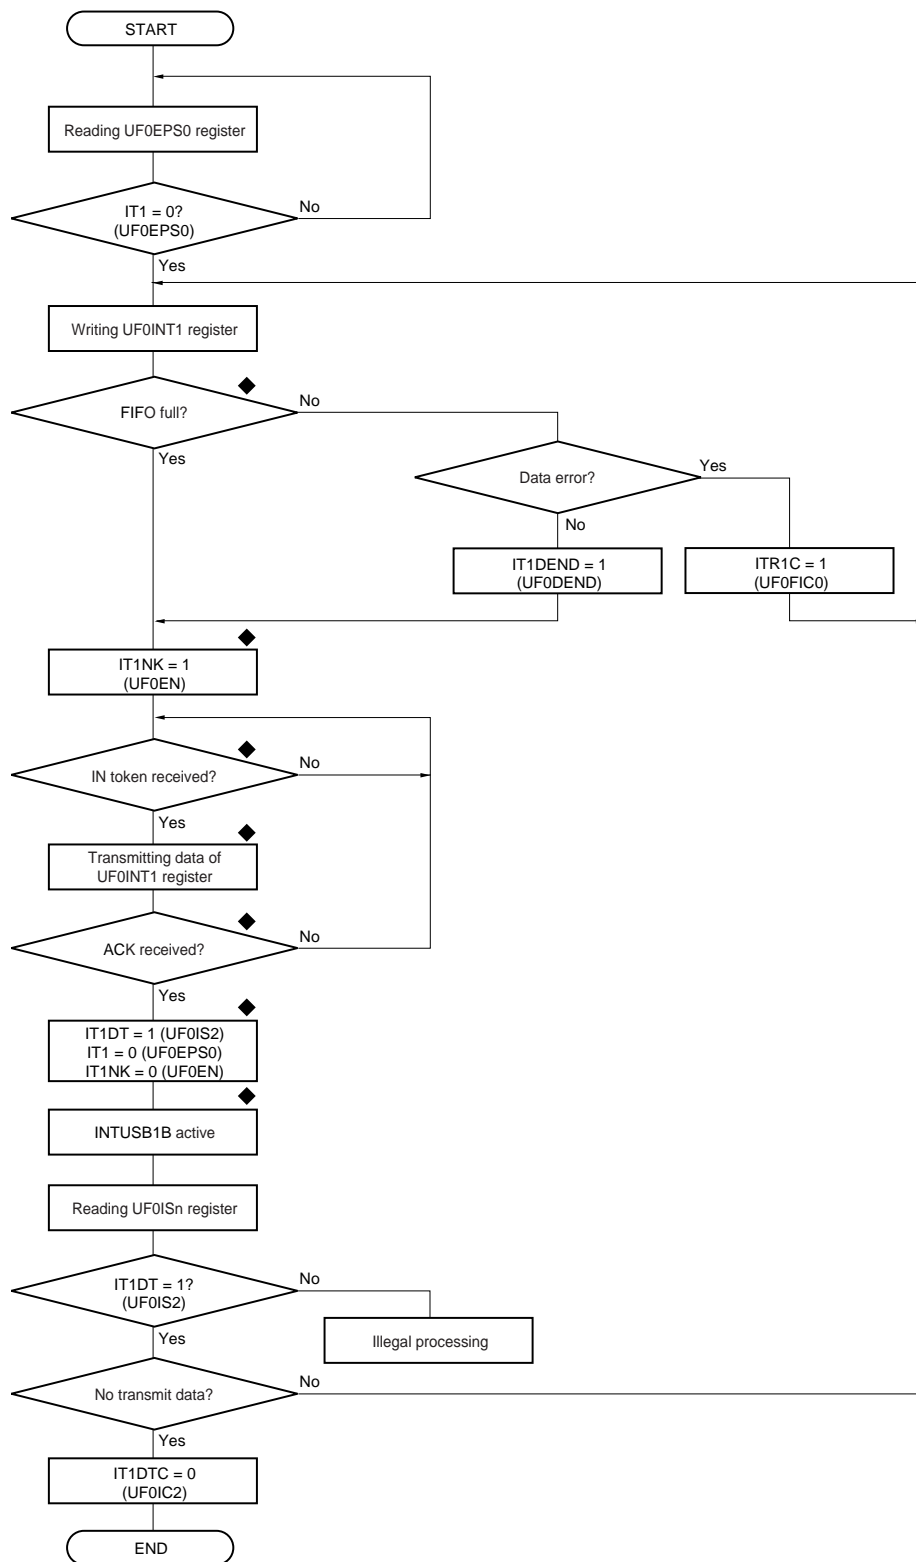 START
Reading UF0EPS0 register
IT1 = 0?
(UF0EPS0)
No
Yes
Writing UF0INT1 register
FIFO full?
No
Yes
Data error?
Yes
No
IT1DEND = 1
(UF0DEND)
ITR1C = 1
(UF0FIC0)
IT1NK = 1
(UF0EN)
IN token received?
No
Yes
Transmitting data of
UF0INT1 register
ACK received?
No
Yes
IT1DT = 1 (UF0IS2)
IT1 = 0 (UF0EPS0)
IT1NK = 0 (UF0EN)
INTUSB1B active
Reading UF0ISn register
IT1DT = 1?
(UF0IS2)
No
Illegal processing
Yes
No transmit data?
No
Yes
IT1DTC = 0
(UF0IC2)
END